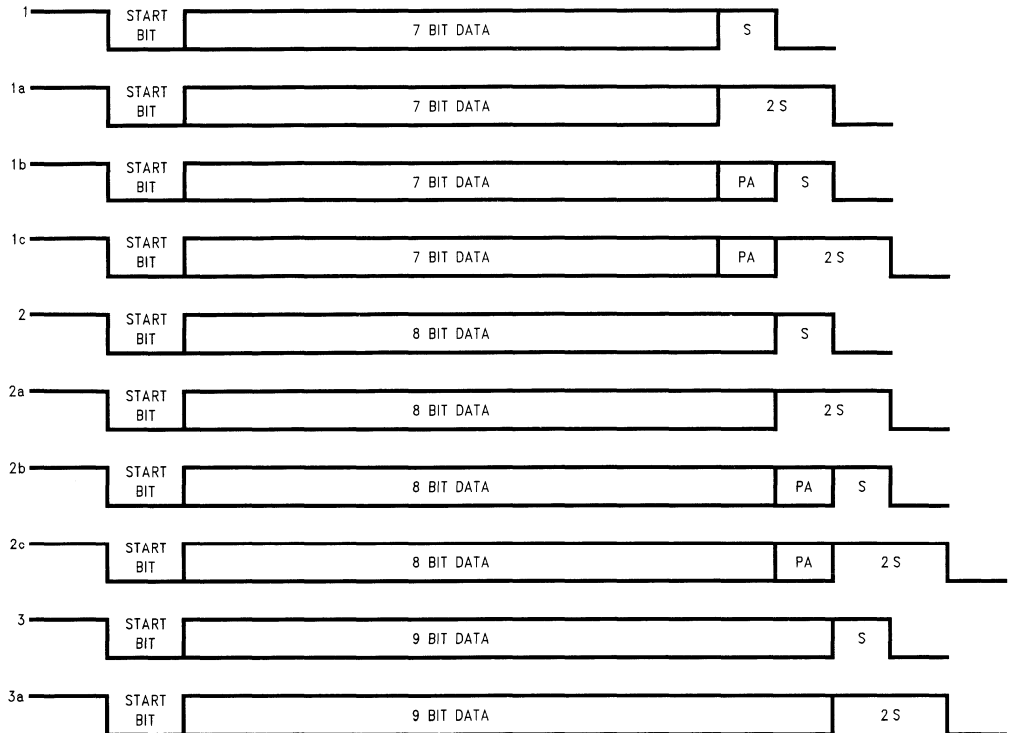 1 START BIT 7 BIT DATA S
1a START BIT 7 BIT DATA 2 S
1b START BIT 7 BIT DATA PA S
1c START BIT 7 BIT DATA PA 2 S
2 START BIT 8 BIT DATA S
2a START BIT 8 BIT DATA 2 S
2b START BIT 8 BIT DATA PA S
2c START BIT 8 BIT DATA PA 2 S
3 START BIT 9 BIT DATA S
3a START BIT 9 BIT DATA 2 S